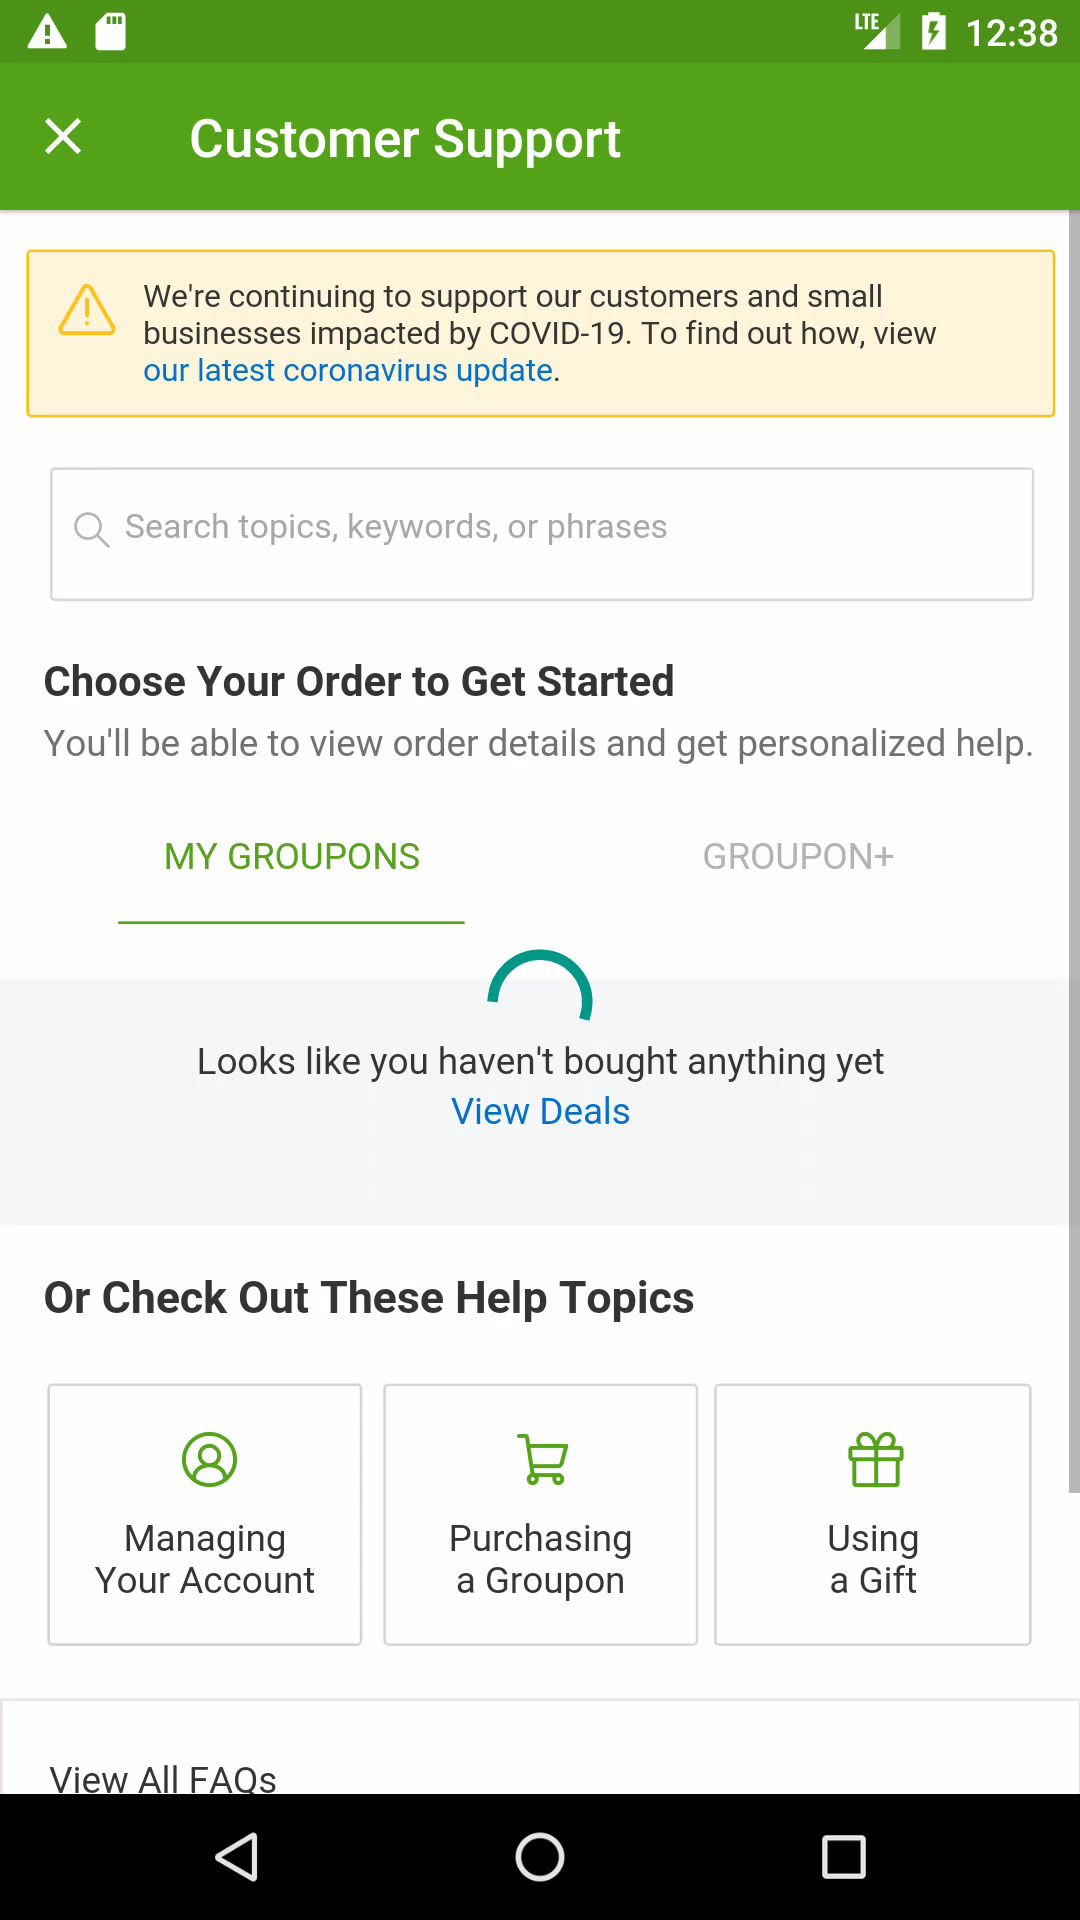 LTE 12:38
Customer Support
We're continuing to support our customers and small
businesses impacted by COVID-19. To find out how, view
our latest coronavirus update.
Search topics, keywords, or phrases
Choose Your Order to Get Started
You'll be able to view order details and get personalized help.
MY GROUPONS
GROUPON+
Looks like you haven't bought anything yet
View Deals
Or Check Out These Help Topics
Managing
Your Account
Purchasing
a Groupon
Using
a Gift
View All FAQs